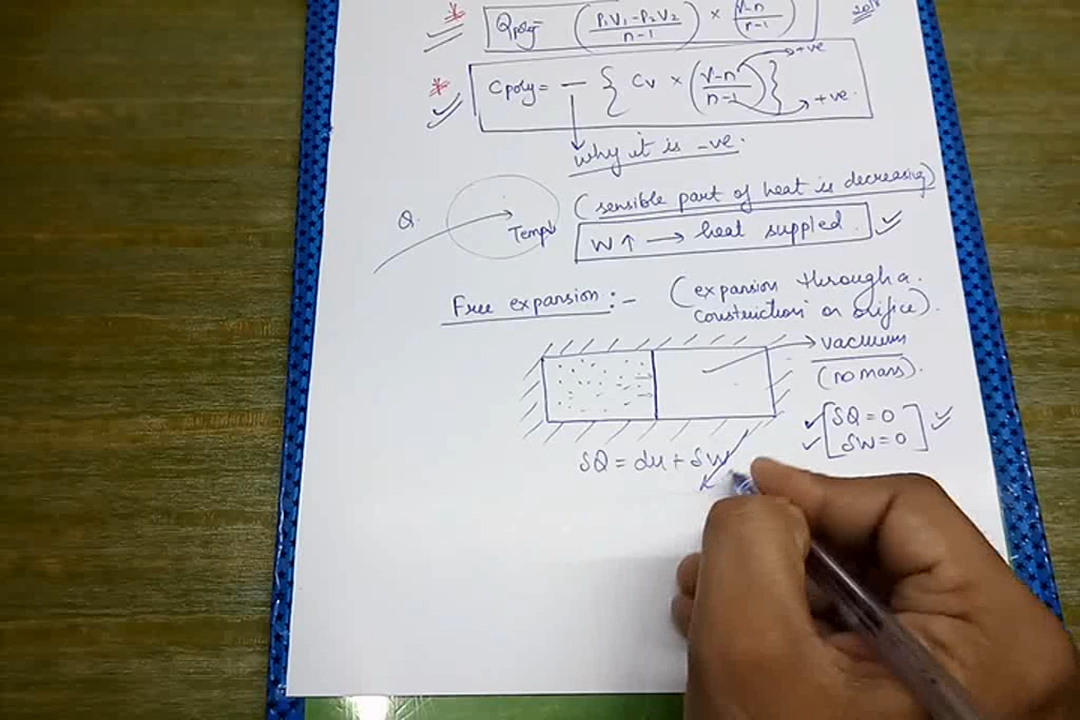 Qpoly= (P₁V₁-P₂V₂ / n-1) × (γ-n / n-1) 2018
Cpoly= - { Cv × (γ-n / n-1) } +ve +ve.
Why it is -ve.
(sensible part of heat is decreasing)
Q. Temp↓
W↑ → heat supplied.
Free expansion:- (expansion through a
constriction or orifice).
vacuum
(no mass).
δQ=0
δW=0
δQ = du + δW